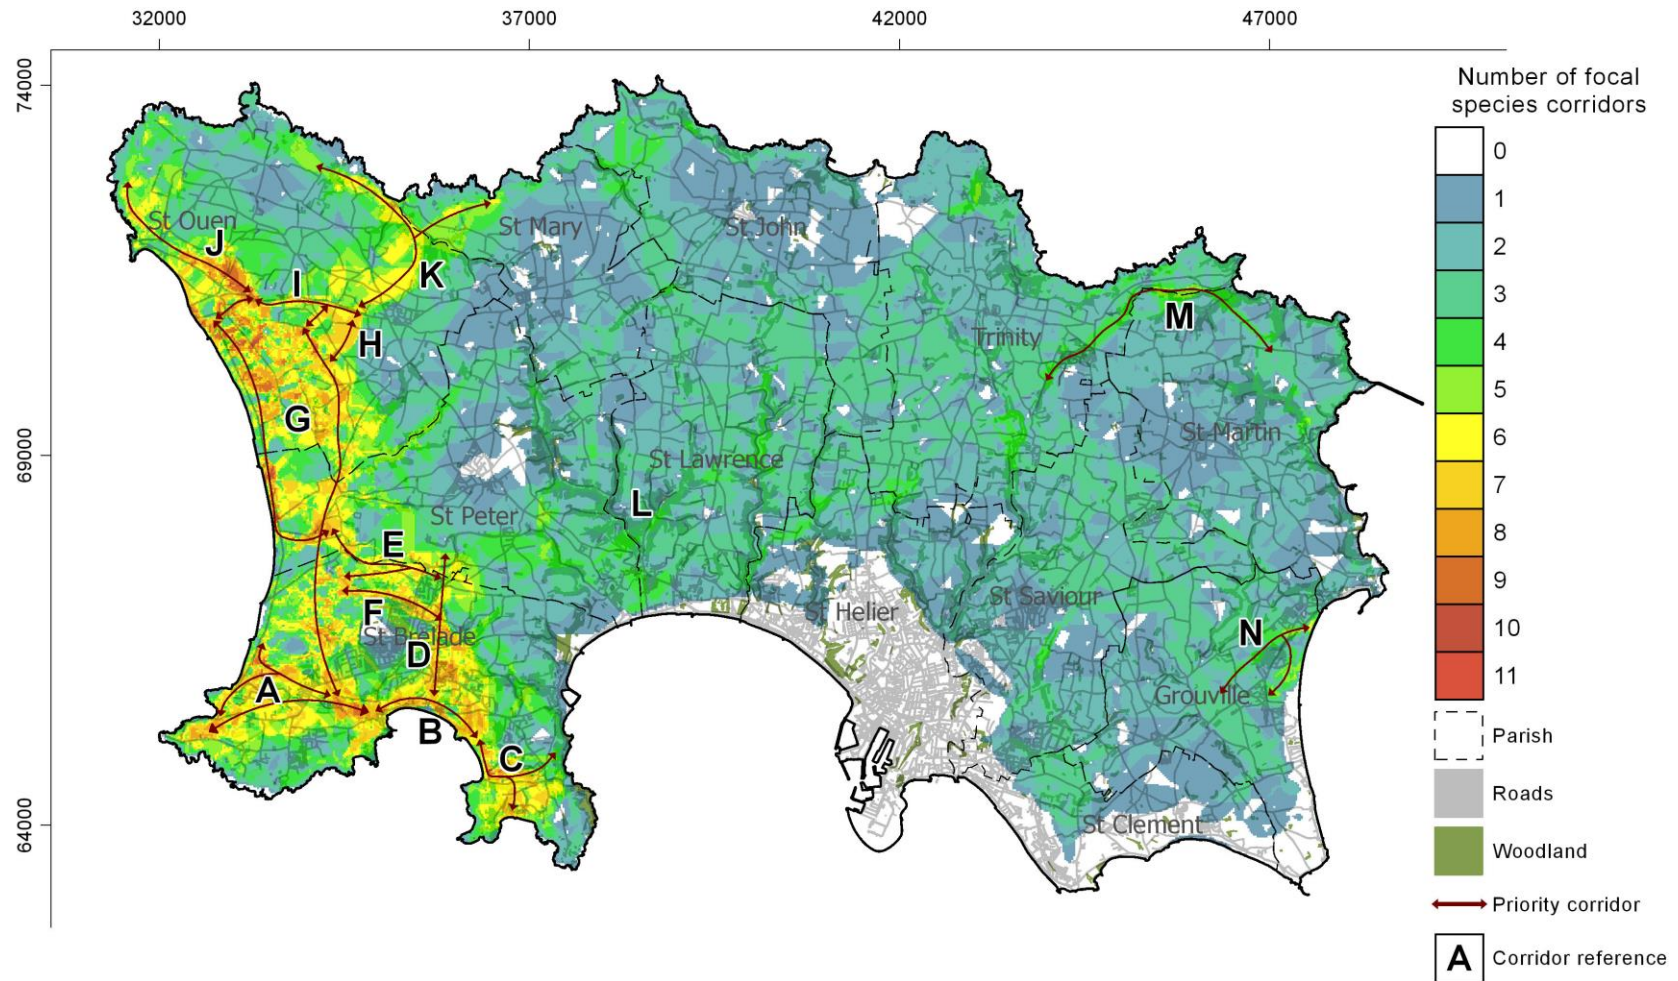 32000 37000 42000 47000
74000
69000
64000
St Ouen
St Mary
St John
Trinity
St Martin
St Lawrence
St Peter
St Helier
St Saviour
St Brelade
Grouville
St Clement
J
I
K
H
G
M
L
E
F
D
N
A
B
C
Number of focal
species corridors
0
1
2
3
4
5
6
7
8
9
10
11
Parish
Roads
Woodland
Priority corridor
A Corridor reference